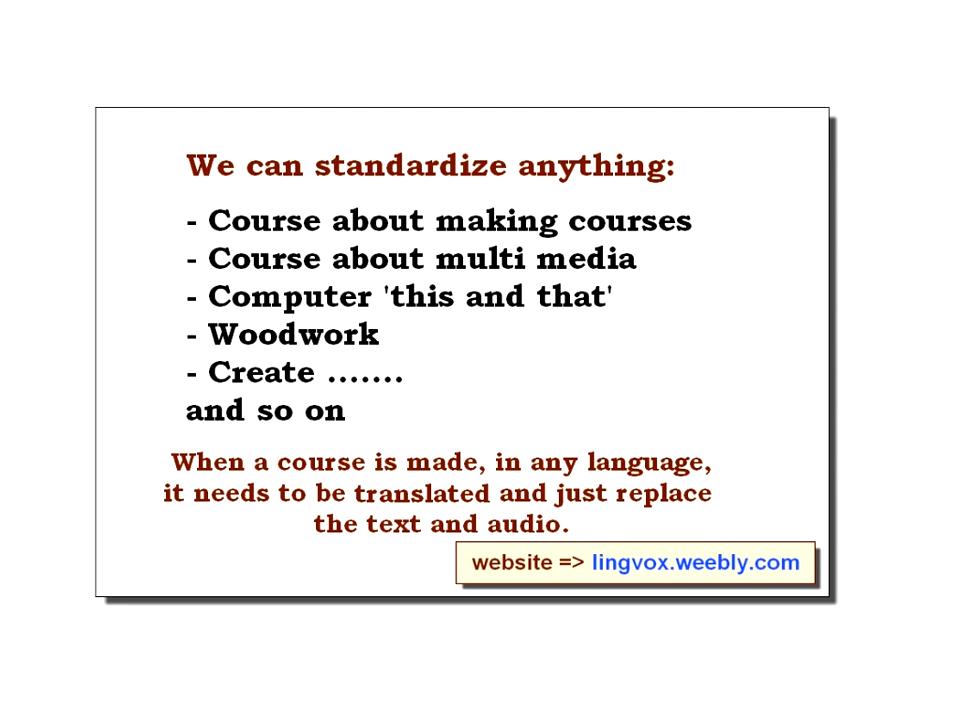 We can standardize anything:
- Course about making courses
- Course about multi media
- Computer 'this and that'
- Woodwork
- Create .......
and so on
When a course is made, in any language,
it needs to be translated and just replace
the text and audio.
website => lingvox.weebly.com